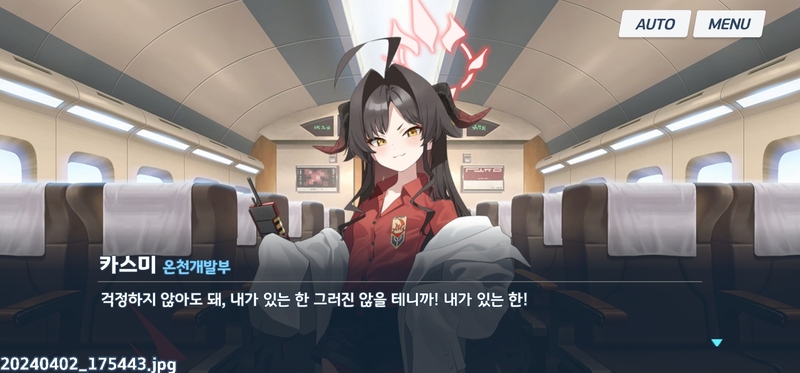 AUTO MENU
카스미 온천개발부
걱정하지 않아도 돼, 내가 있는 한 그러진 않을 테니까! 내가 있는 한!
20240402_175443.jpg